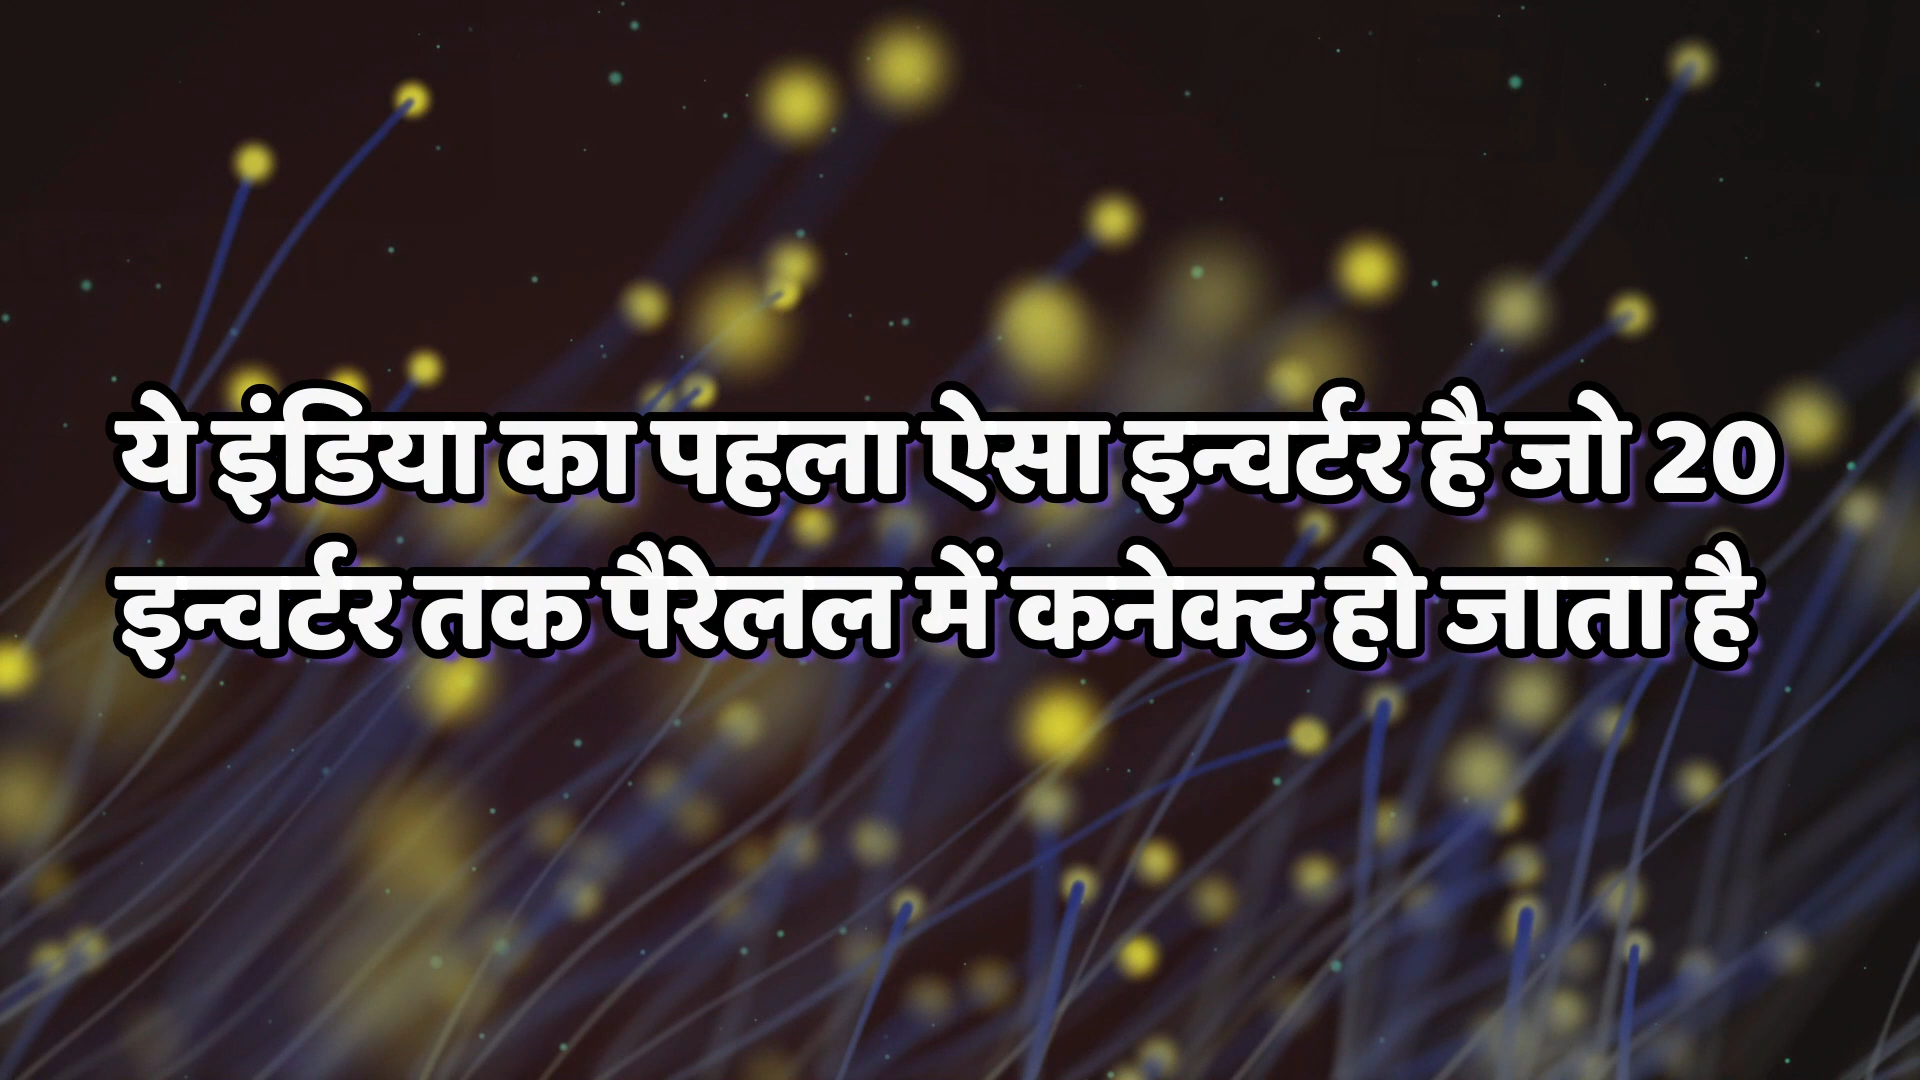 ये इंडिया का पहला ऐसा इन्वर्टर है जो 20
इन्वर्टर तक पैरेलल में कनेक्ट हो जाता है